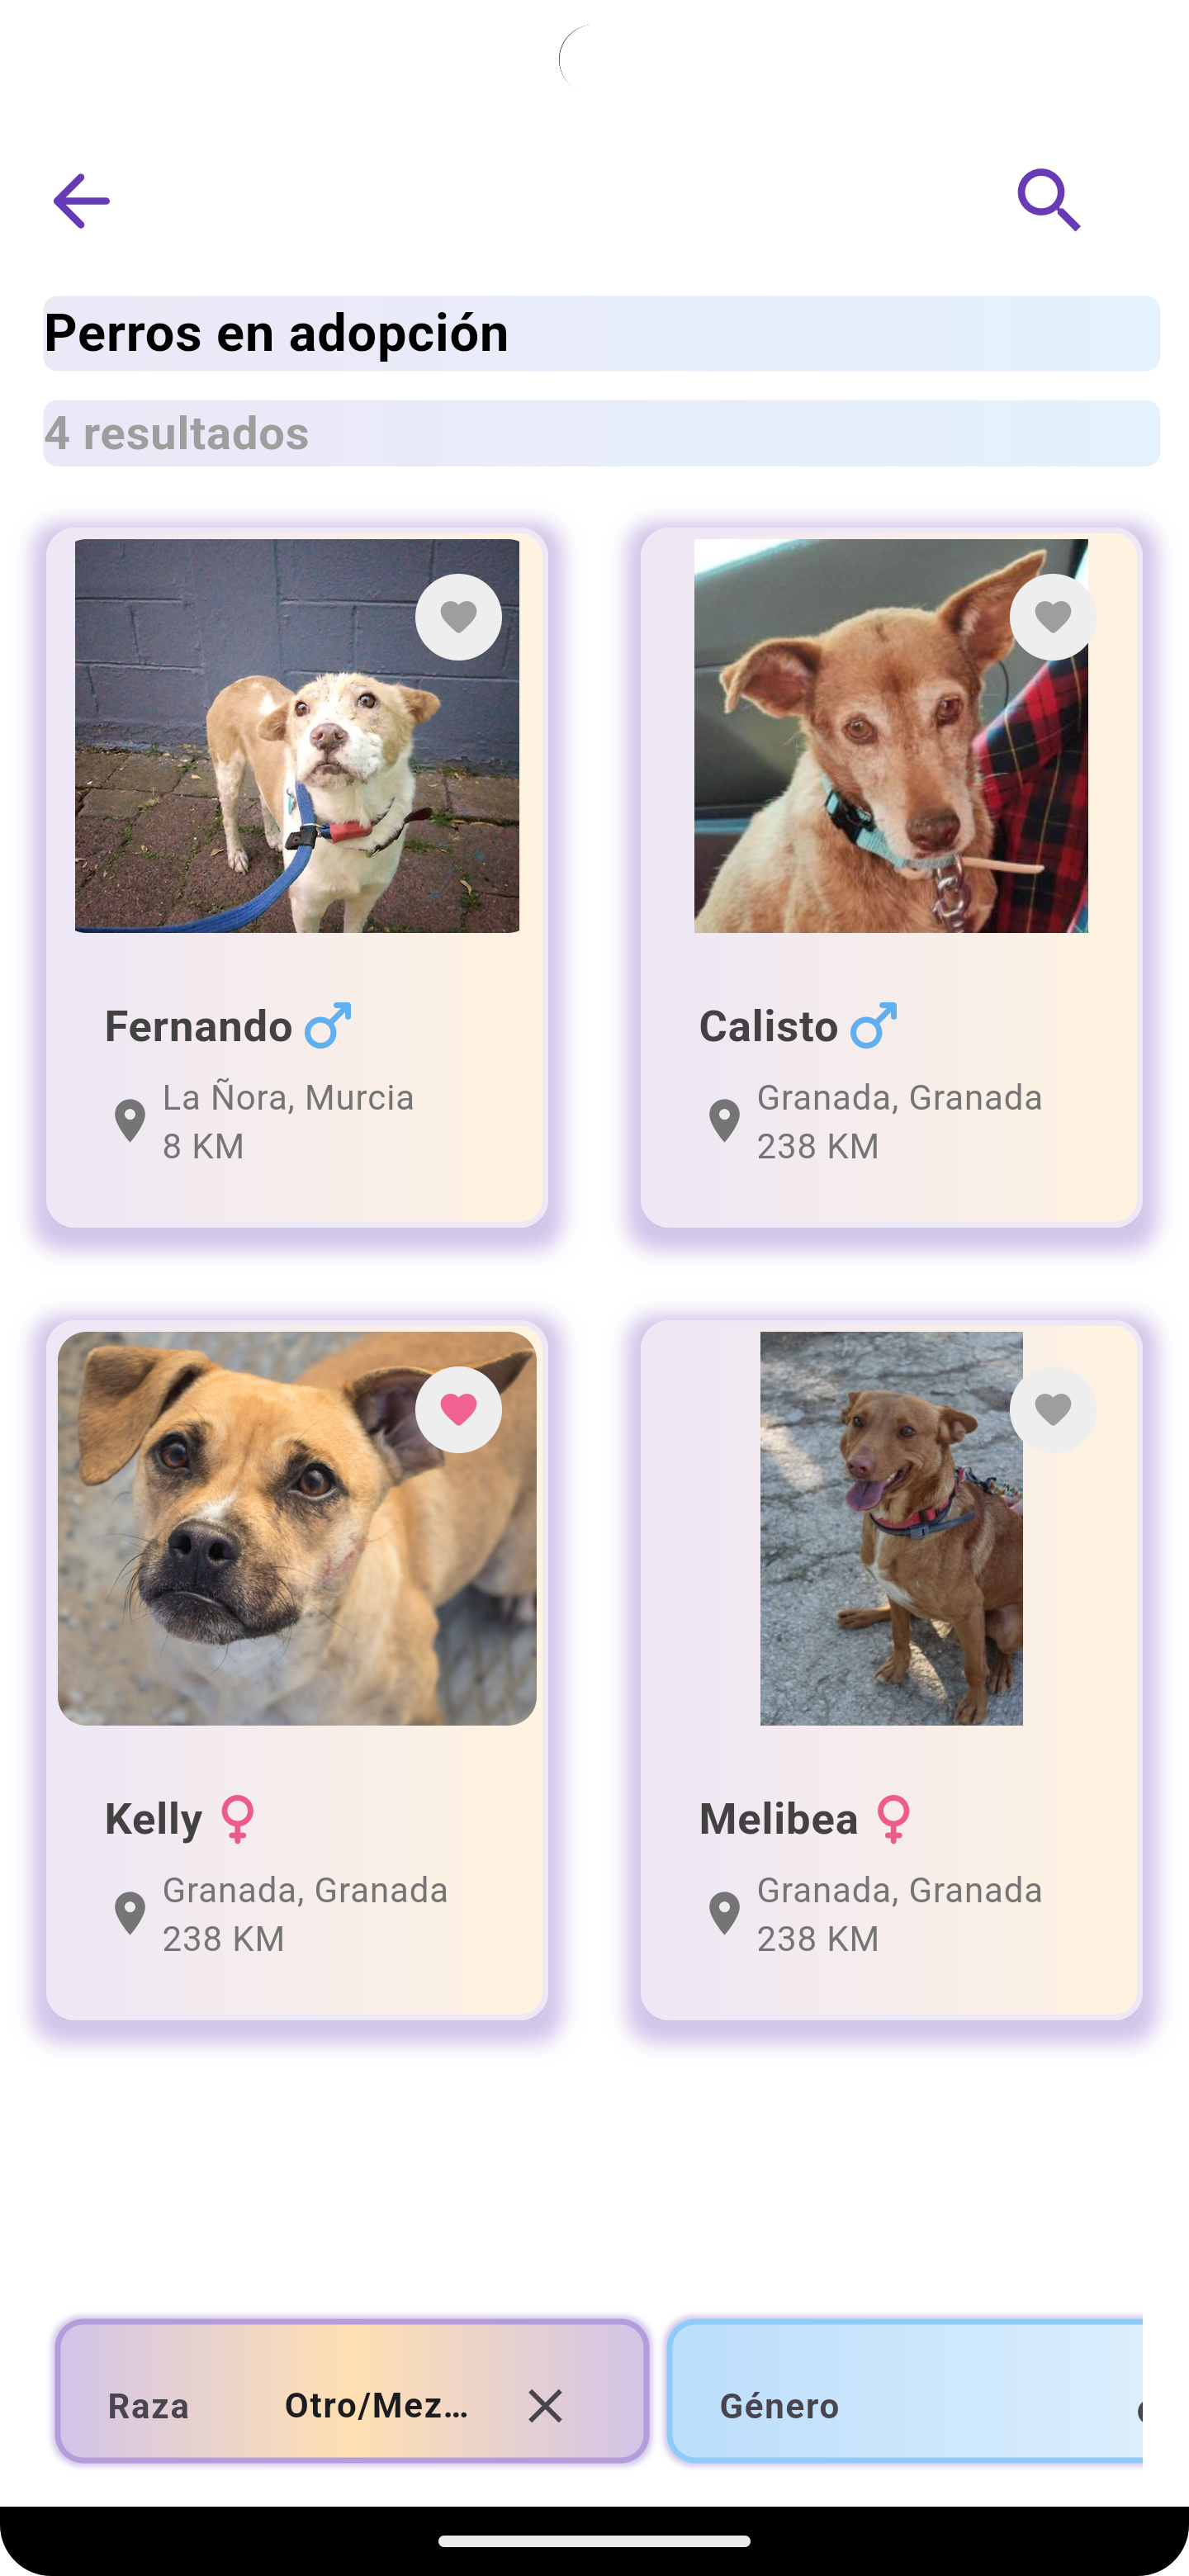 Perros en adopción
4 resultados
Fernando
La Ñora, Murcia
8 KM
Calisto
Granada, Granada
238 KM
Kelly
Granada, Granada
238 KM
Melibea
Granada, Granada
238 KM
Raza Otro/Mez…
Género